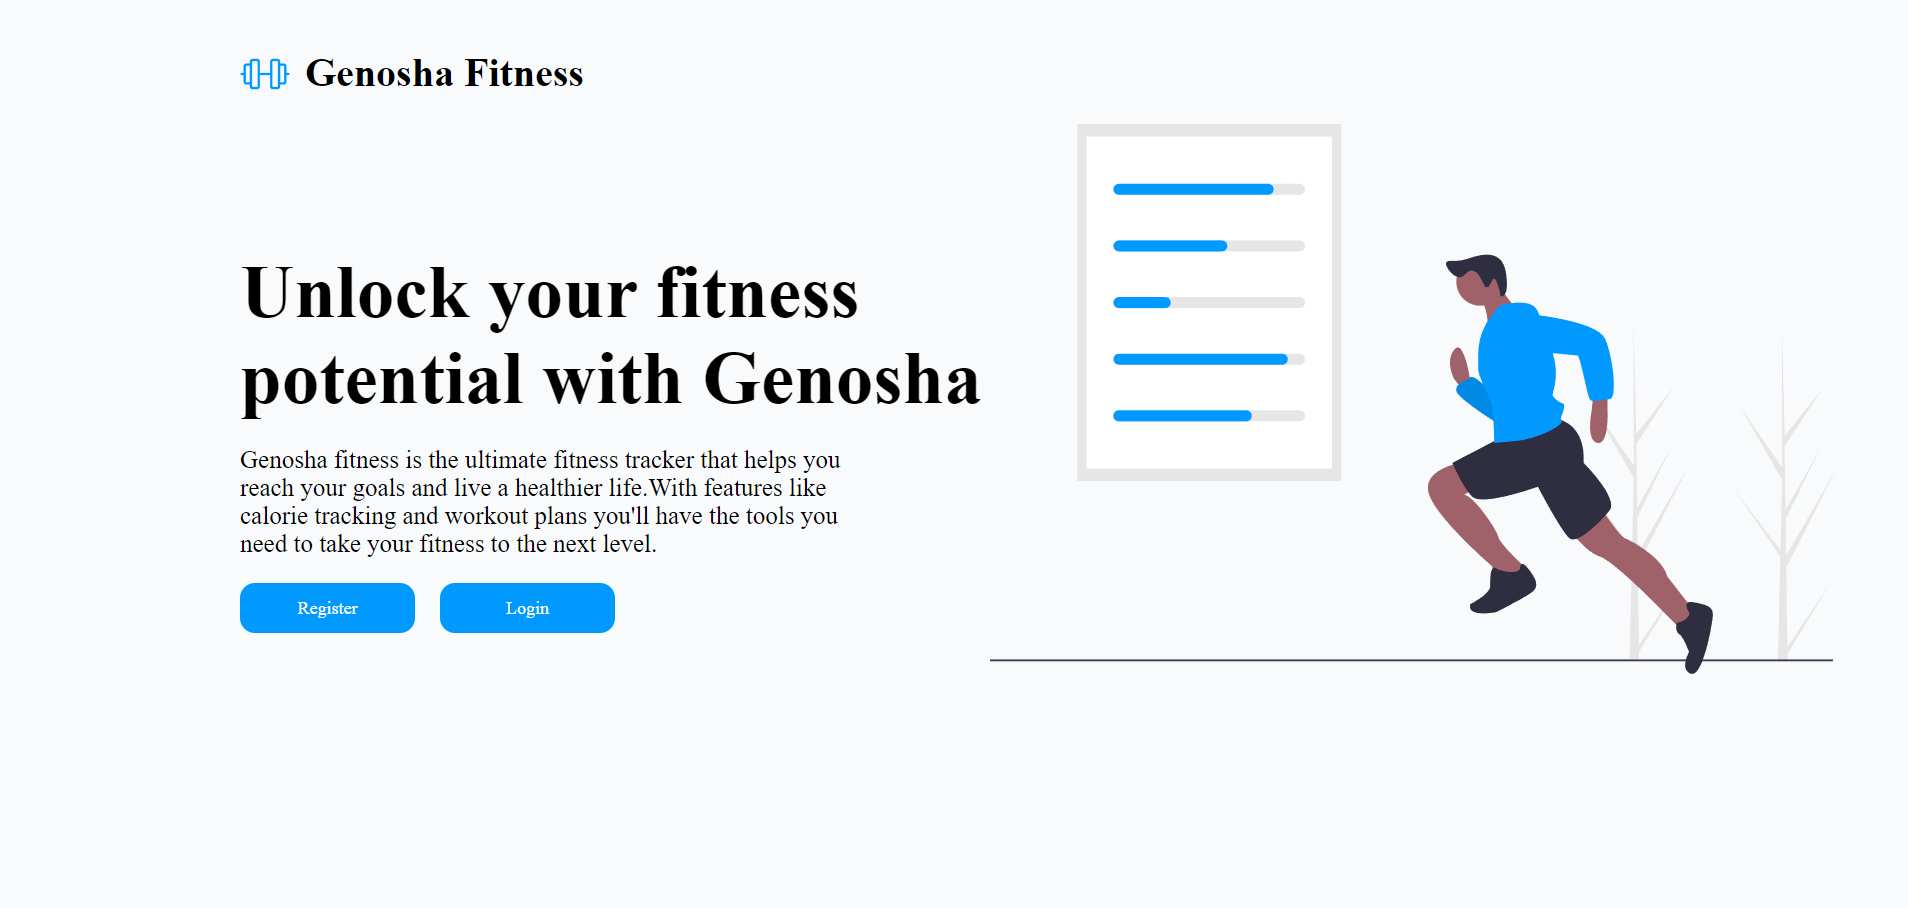 Genosha Fitness
Unlock your fitness
potential with Genosha
Genosha fitness is the ultimate fitness tracker that helps you
reach your goals and live a healthier life.With features like
calorie tracking and workout plans you'll have the tools you
need to take your fitness to the next level.
Register
Login